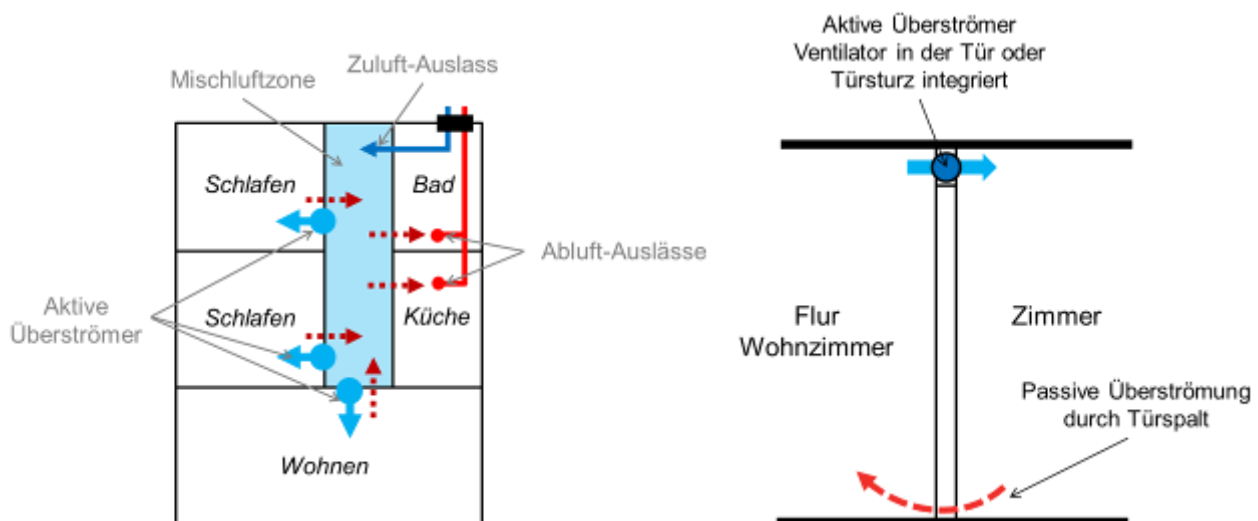 Zuluft-Auslass
Mischluftzone
Schlafen
Bad
Abluft-Auslässe
Aktive
Überströmer
Schlafen
Küche
Wohnen
Aktive Überströmer
Ventilator in der Tür oder
Türsturz integriert
Flur
Wohnzimmer
Zimmer
Passive Überströmung
durch Türspalt